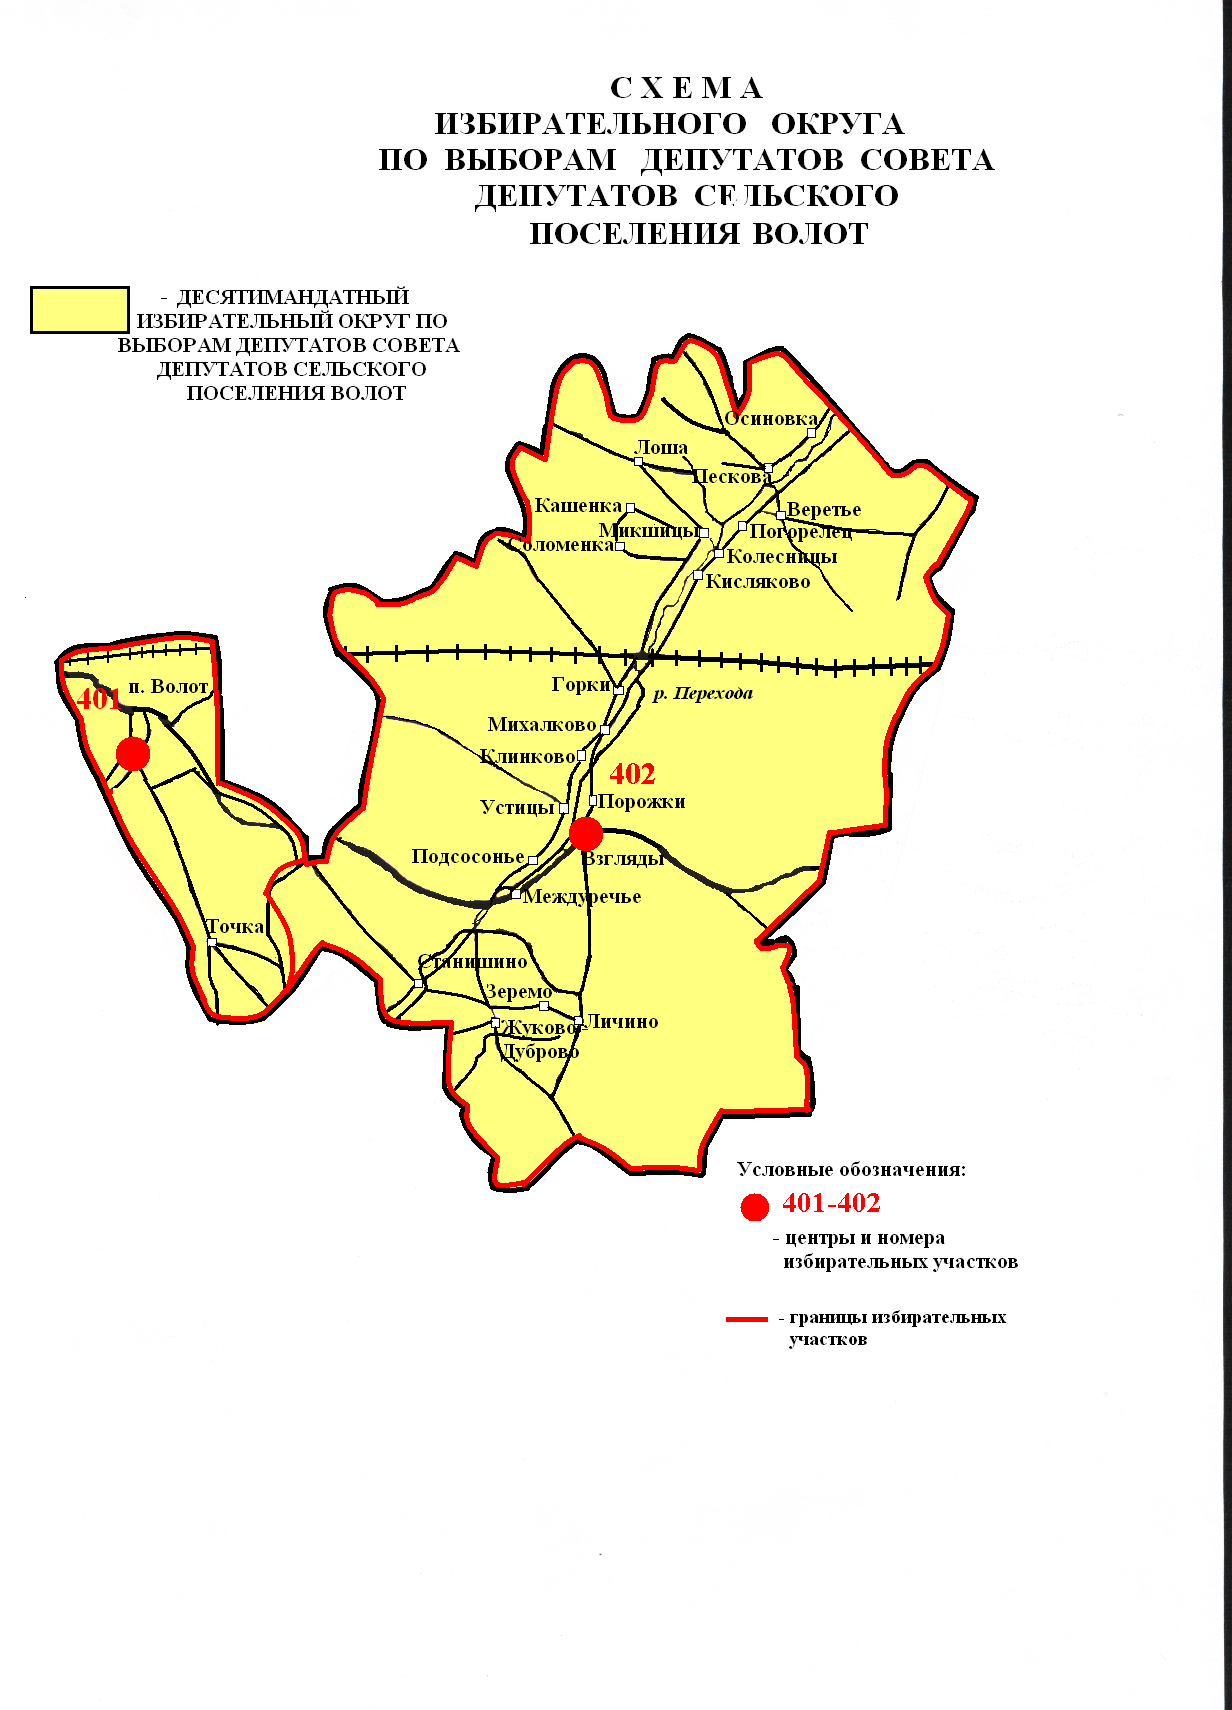 С Х Е М А
ИЗБИРАТЕЛЬНОГО ОКРУГА
ПО ВЫБОРАМ ДЕПУТАТОВ СОВЕТА
ДЕПУТАТОВ СЕЛЬСКОГО
ПОСЕЛЕНИЯ ВОЛОТ
- ДЕСЯТИМАНДАТНЫЙ
ИЗБИРАТЕЛЬНЫЙ ОКРУГ ПО
ВЫБОРАМ ДЕПУТАТОВ СОВЕТА
ДЕПУТАТОВ СЕЛЬСКОГО
ПОСЕЛЕНИЯ ВОЛОТ
Осиновка
Лоша
Пескова
Кашенка
Веретье
Микшицы
Погорелец
Соломенка
Колесницы
Кисляково
Горки
п. Волот
р. Перехода
401
Михалково
Клинково
402
Порожки
Устицы
Подсосонье
Взгляды
Междуречье
Точка
Станишино
Зеремо
Личино
Жуково
Дуброво
Условные обозначения:
401-402
- центры и номера
избирательных участков
- границы избирательных
участков